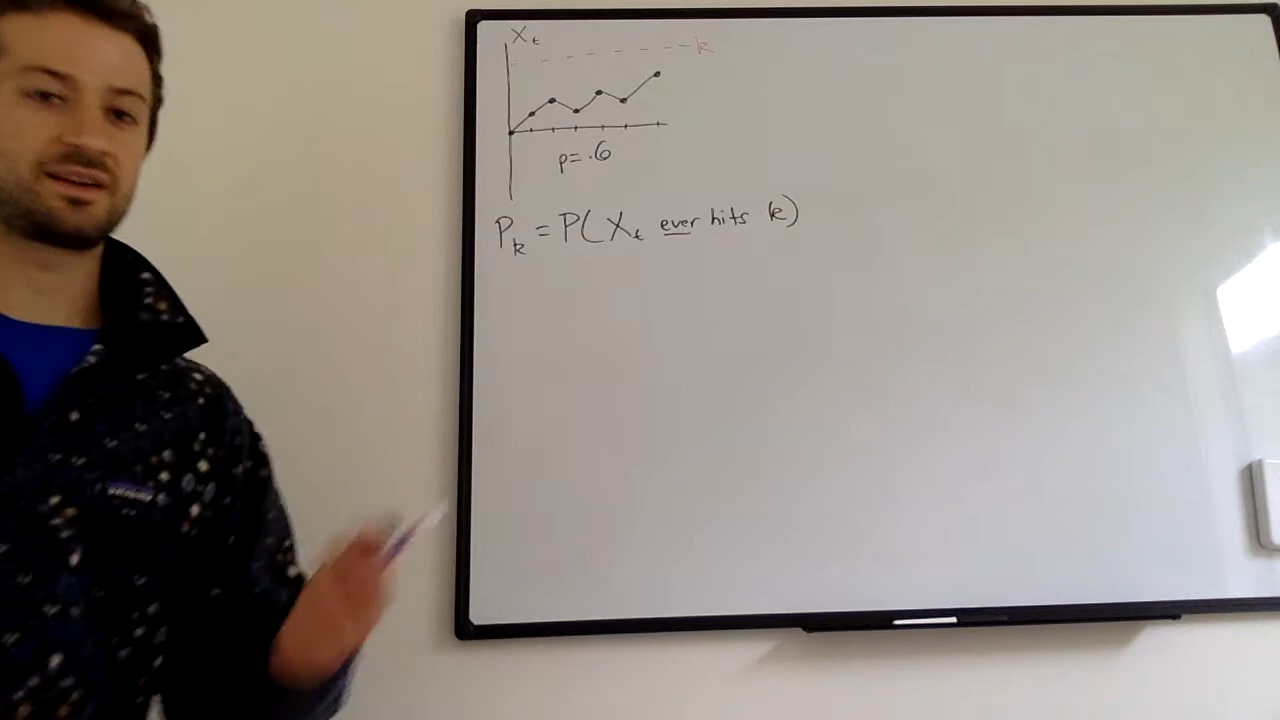 X_t
k
p=.6
P_k = P(X_t ever hits k)